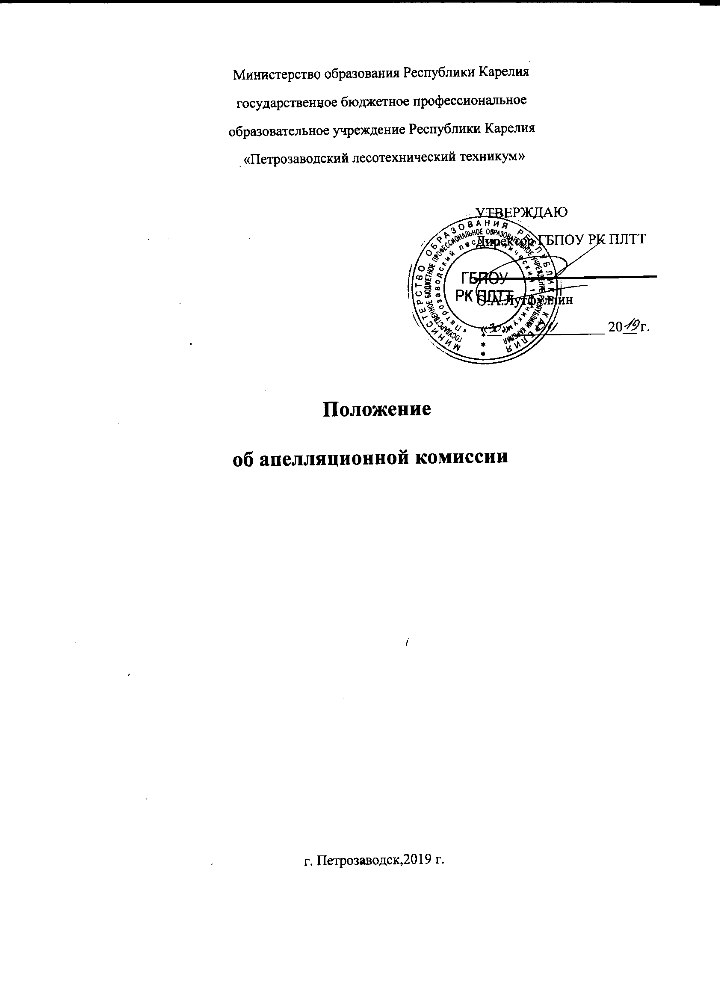 Министерство образования Республики Карелия
государственное бюджетное профессиональное
образовательное учреждение Республики Карелия
«Петрозаводский лесотехнический техникум»
УТВЕРЖДАЮ
Директор ГБПОУ РК ПЛТТ
О.А.Лутфуллин
«30» 2019г.
МИНИСТЕРСТВО ОБРАЗОВАНИЯ РЕСПУБЛИКИ КАРЕЛИЯ
ГОСУДАРСТВЕННОЕ БЮДЖЕТНОЕ ПРОФЕССИОНАЛЬНОЕ ОБРАЗОВАТЕЛЬНОЕ УЧРЕЖДЕНИЕ РЕСПУБЛИКИ КАРЕЛИЯ
«Петрозаводский лесотехнический техникум»
ГБПОУ
РК ПЛТТ
Положение
об апелляционной комиссии
г. Петрозаводск,2019 г.